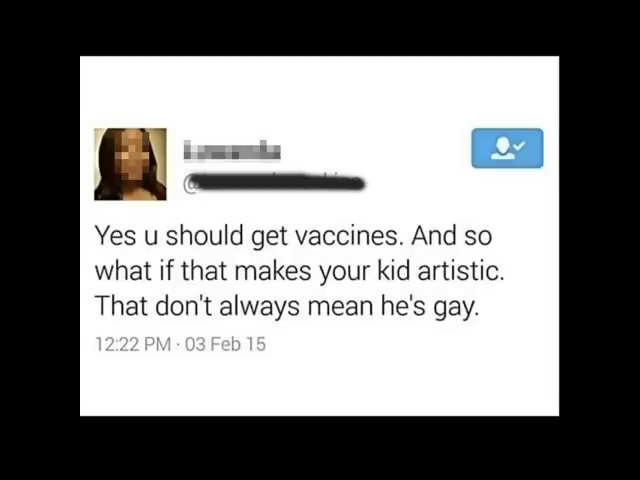 @
Yes u should get vaccines. And so
what if that makes your kid artistic.
That don't always mean he's gay.
12:22 PM · 03 Feb 15